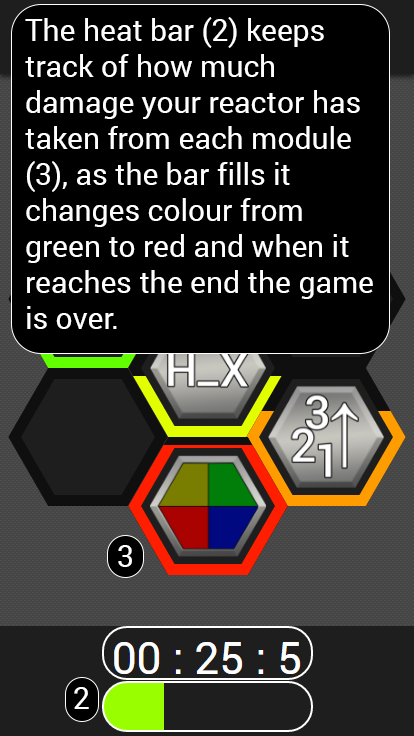 The heat bar (2) keeps
track of how much
damage your reactor has
taken from each module
(3), as the bar fills it
changes colour from
green to red and when it
reaches the end the game
is over.
H_X
3
21
3
00 : 25 : 5
2